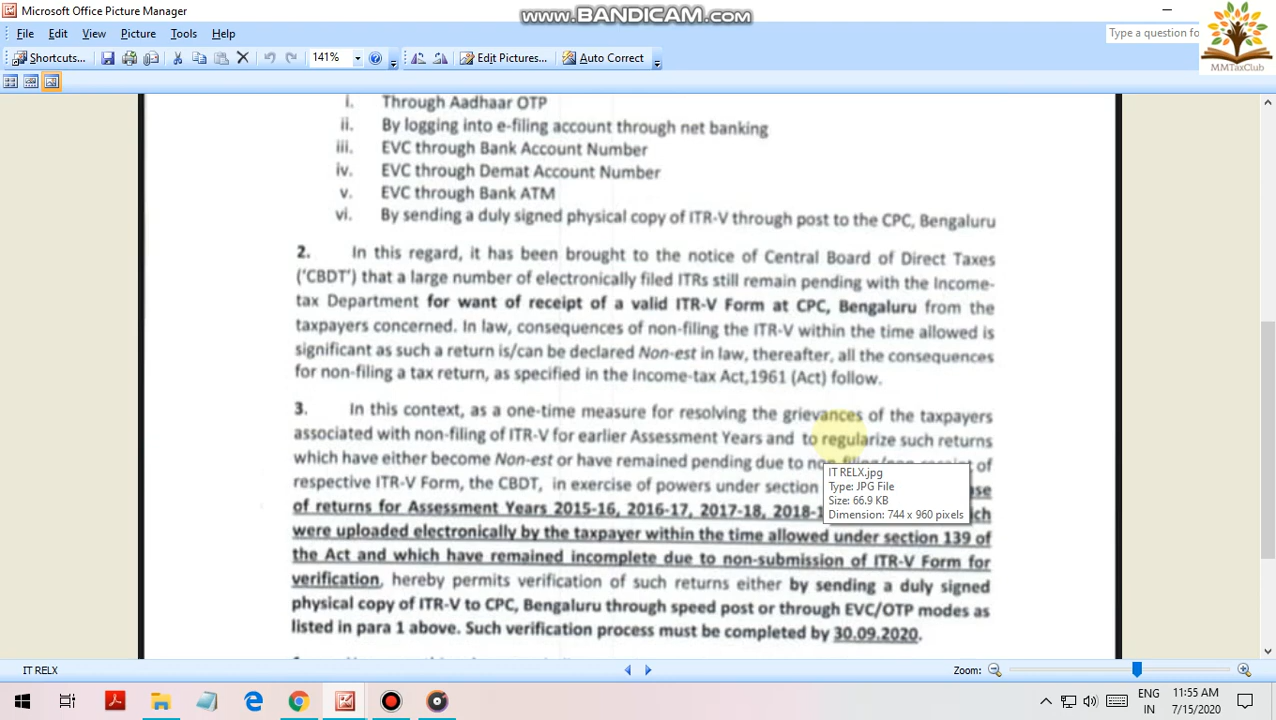 Microsoft Office Picture Manager
www.BANDICAM.com
File Edit View Picture Tools Help
Type a question for
MMTaxClub
Shortcuts... 141% Edit Pictures... Auto Correct
i. Through Aadhaar OTP
ii. By logging into e-filing account through net banking
iii. EVC through Bank Account Number
iv. EVC through Demat Account Number
v. EVC through Bank ATM
vi. By sending a duly signed physical copy of ITR-V through post to the CPC, Bengaluru
2. In this regard, it has been brought to the notice of Central Board of Direct Taxes
('CBDT') that a large number of electronically filed ITRs still remain pending with the Income-
tax Department for want of receipt of a valid ITR-V Form at CPC, Bengaluru from the
taxpayers concerned. In law, consequences of non-filing the ITR-V within the time allowed is
significant as such a return is/can be declared Non-est in law, thereafter, all the consequences
for non-filing a tax return, as specified in the Income-tax Act,1961 (Act) follow.
3. In this context, as a one-time measure for resolving the grievances of the taxpayers
associated with non-filing of ITR-V for earlier Assessment Years and to regularize such returns
which have either become Non-est or have remained pending due to of
respective ITR-V Form, the CBDT, in exercise of powers under section
of returns for Assessment Years 2015-16, 2016-17, 2017-18,
were uploaded electronically by the taxpayer within the time allowed under section 139 of
the Act and which have remained incomplete due to non-submission of ITR-V Form for
verification, hereby permits verification of such returns either by sending a duly signed
physical copy of ITR-V to CPC, Bengaluru through speed post or through EVC/OTP modes as
listed in para 1 above. Such verification process must be completed by 30.09.2020.
IT RELX.jpg
Type: JPG File
Size: 66.9 KB
Dimension: 744 x 960 pixels
IT RELX
Zoom:
ENG 11:55 AM
IN 7/15/2020